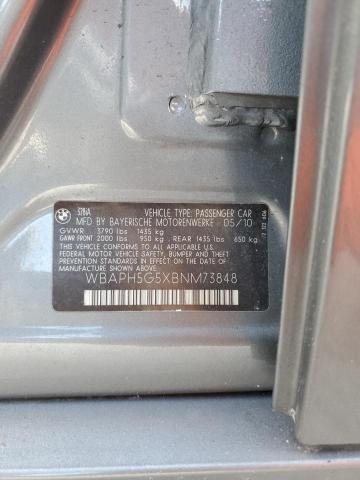 BMW 328iA VEHICLE TYPE: PASSENGER CAR
MFD BY BAYERISCHE MOTORENWERKE 05/10
GVWR 3790 lbs 1435 kg
GAWR FRONT 2000 lbs 950 kg. REAR 1435 LBS 650 kg
THIS VEHICLE CONFORMS TO ALL APPLICABLE
FEDERAL MOTOR VEHICLE SAFETY, BUMPER AND THEFT
PREVENTION STANDARDS IN EFFECT ON THE DATE OF
MANUFACTURE SHOWN ABOVE.
WBAPH5G5XBNM73848